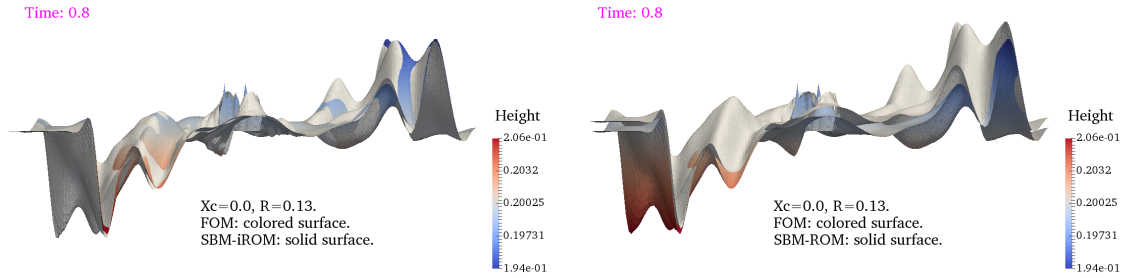 Time: 0.8
Height
2.06e-01
0.2032
0.20025
0.19731
1.94e-01
Xc=0.0, R=0.13.
FOM: colored surface.
SBM-iROM: solid surface.
Time: 0.8
Height
2.06e-01
0.2032
0.20025
0.19731
1.94e-01
Xc=0.0, R=0.13.
FOM: colored surface.
SBM-ROM: solid surface.